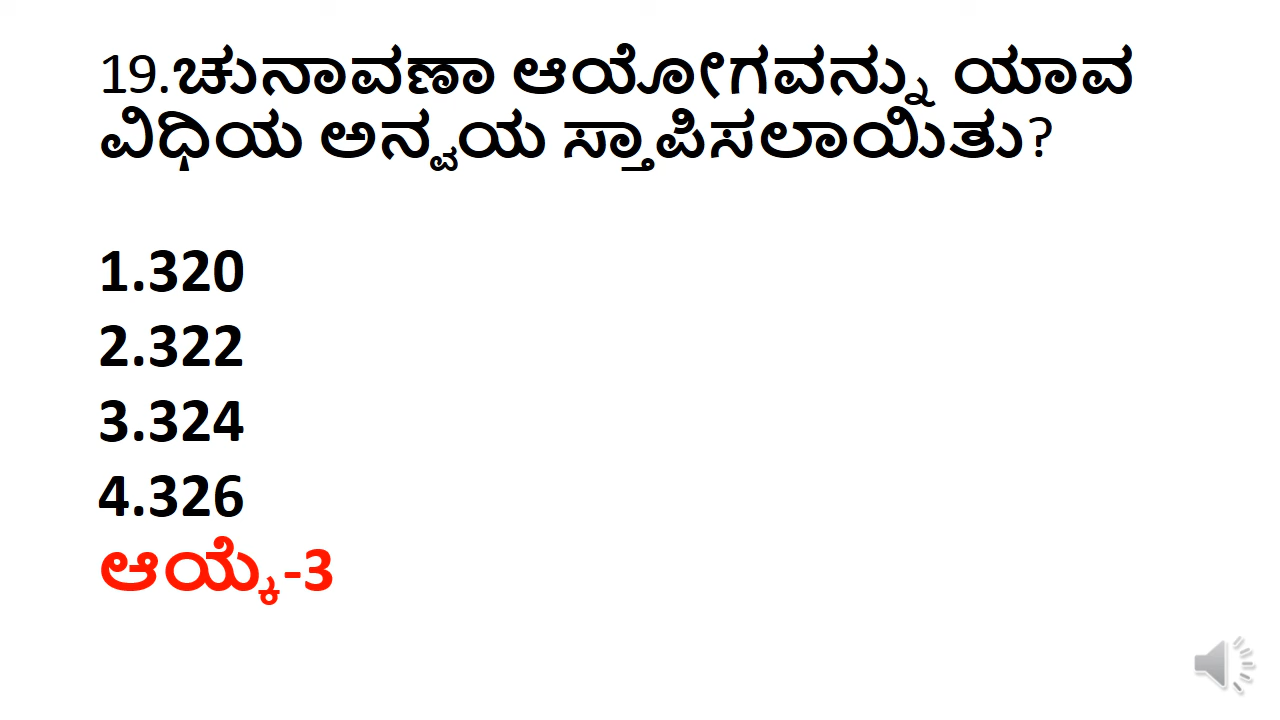 19.ಚುನಾವಣಾ ಆಯೋಗವನ್ನು ಯಾವ
ವಿಧಿಯ ಅನ್ವಯ ಸ್ತಾಪಿಸಲಾಯಿತು?
1.320
2.322
3.324
4.326
ಆಯ್ಕೆ-3